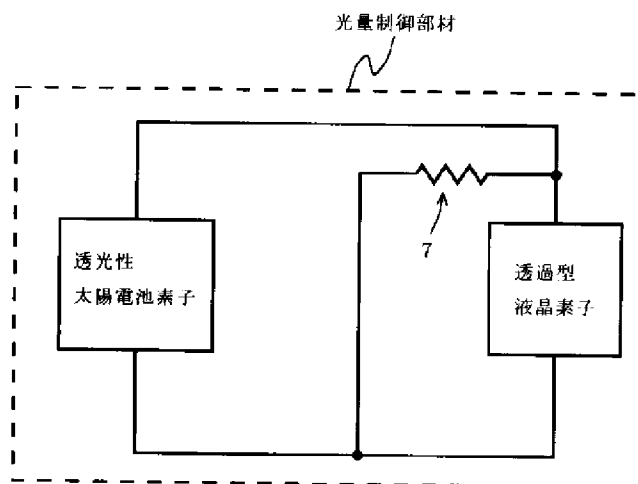 光量制御部材
7
透光性
太陽電池素子
透過型
液晶素子